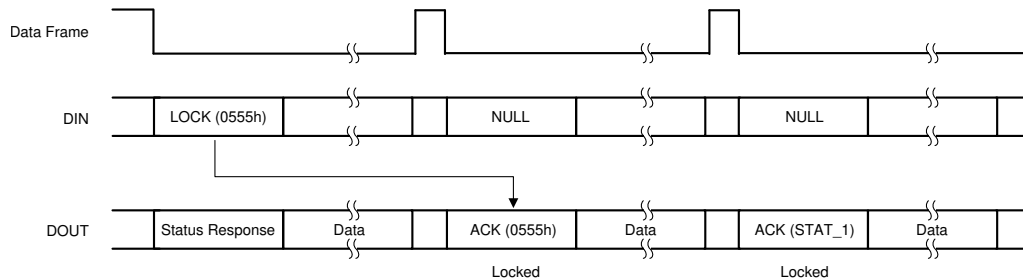 Data Frame
DIN
LOCK (0555h)
NULL
NULL
DOUT
Status Response
Data
ACK (0555h)
Data
ACK (STAT_1)
Data
Locked
Locked